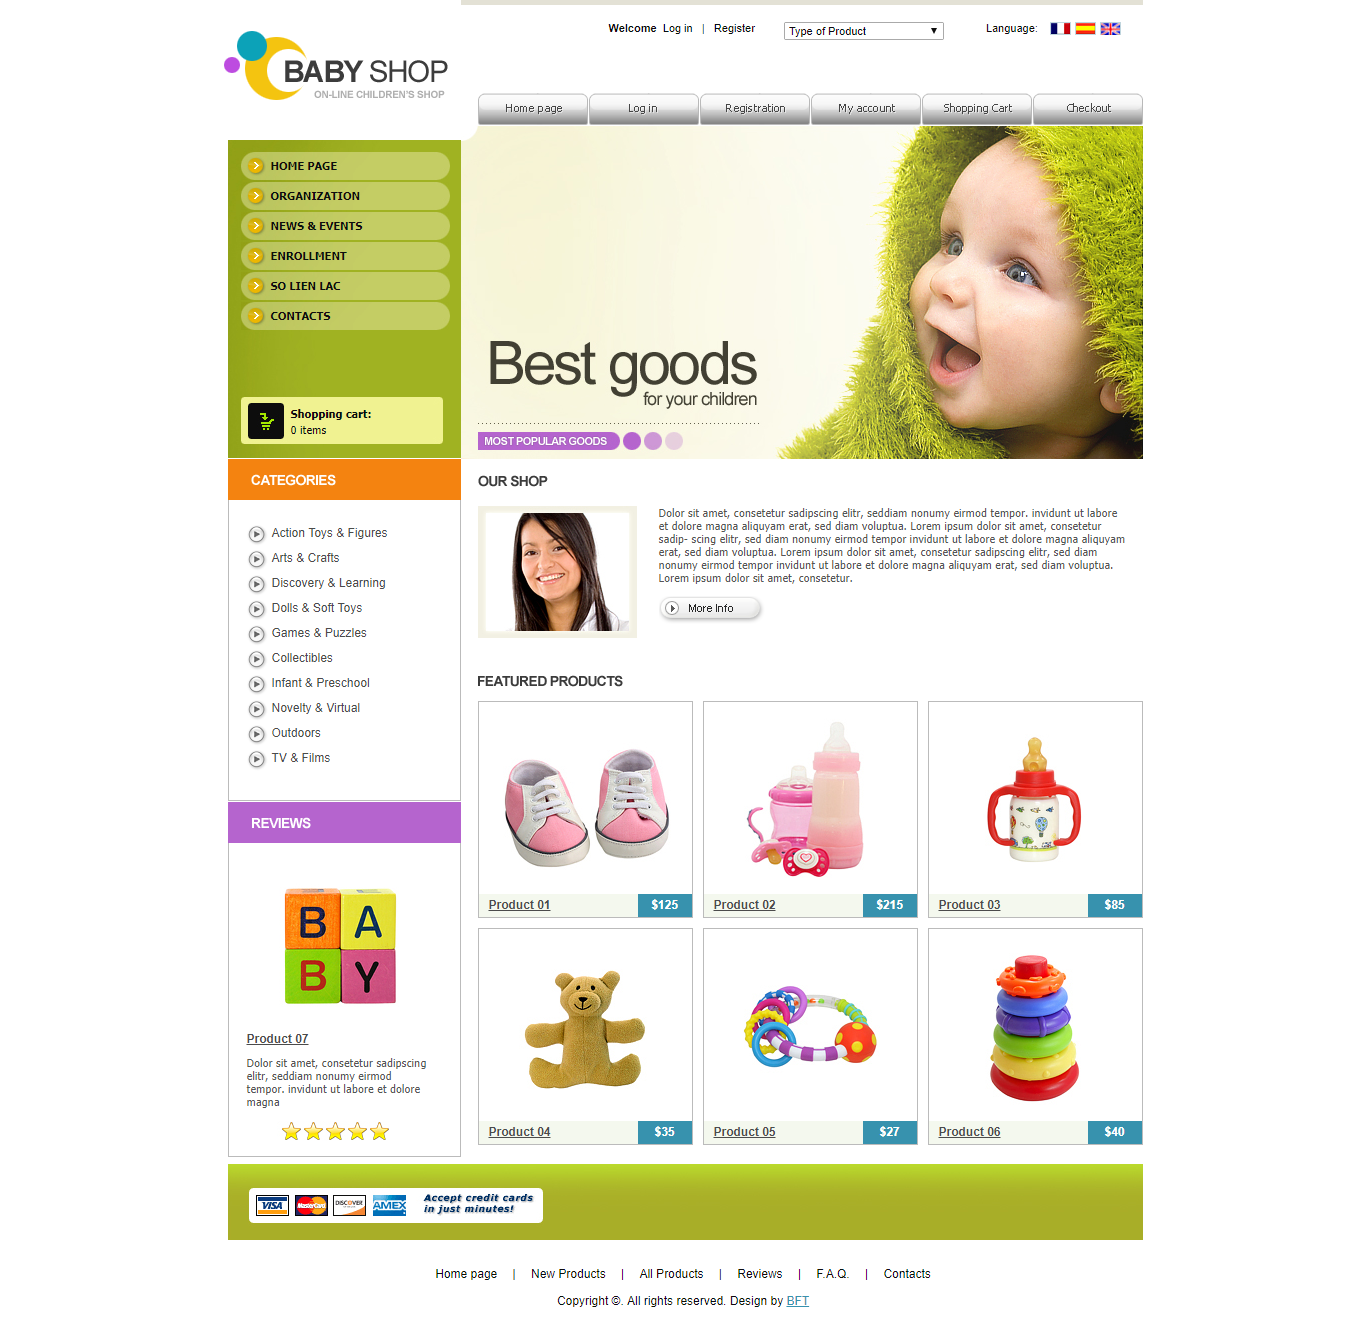 Welcome Log in | Register
Type of Product
Language:
BABY SHOP
ON-LINE CHILDREN'S SHOP
Home page
Log in
Registration
My account
Shopping Cart
Checkout
HOME PAGE
ORGANIZATION
NEWS & EVENTS
ENROLLMENT
SO LIEN LAC
CONTACTS
Shopping cart:
0 items
Best goods
for your children
MOST POPULAR GOODS
CATEGORIES
Action Toys & Figures
Arts & Crafts
Discovery & Learning
Dolls & Soft Toys
Games & Puzzles
Collectibles
Infant & Preschool
Novelty & Virtual
Outdoors
TV & Films
OUR SHOP
Dolor sit amet, consetetur sadipscing elitr, seddiam nonumy eirmod tempor. invidunt ut labore
et dolore magna aliquyam erat, sed diam voluptua. Lorem ipsum dolor sit amet, consetetur
sadip- scing elitr, sed diam nonumy eirmod tempor invidunt ut labore et dolore magna aliquyam
erat, sed diam voluptua. Lorem ipsum dolor sit amet, consetetur sadipscing elitr, sed diam
nonumy eirmod tempor invidunt ut labore et dolore magna aliquyam erat, sed diam voluptua.
Lorem ipsum dolor sit amet, consetetur.
More Info
FEATURED PRODUCTS
Product 01 $125
Product 02 $215
Product 03 $85
Product 04 $35
Product 05 $27
Product 06 $40
REVIEWS
B A
B Y
Product 07
Dolor sit amet, consetetur sadipscing
elitr, seddiam nonumy eirmod
tempor. invidunt ut labore et dolore
magna
VISA
MasterCard
DISCOVER
AMEX
Accept credit cards
in just minutes!
Home page | New Products | All Products | Reviews | F.A.Q. | Contacts
Copyright ©. All rights reserved. Design by BFT